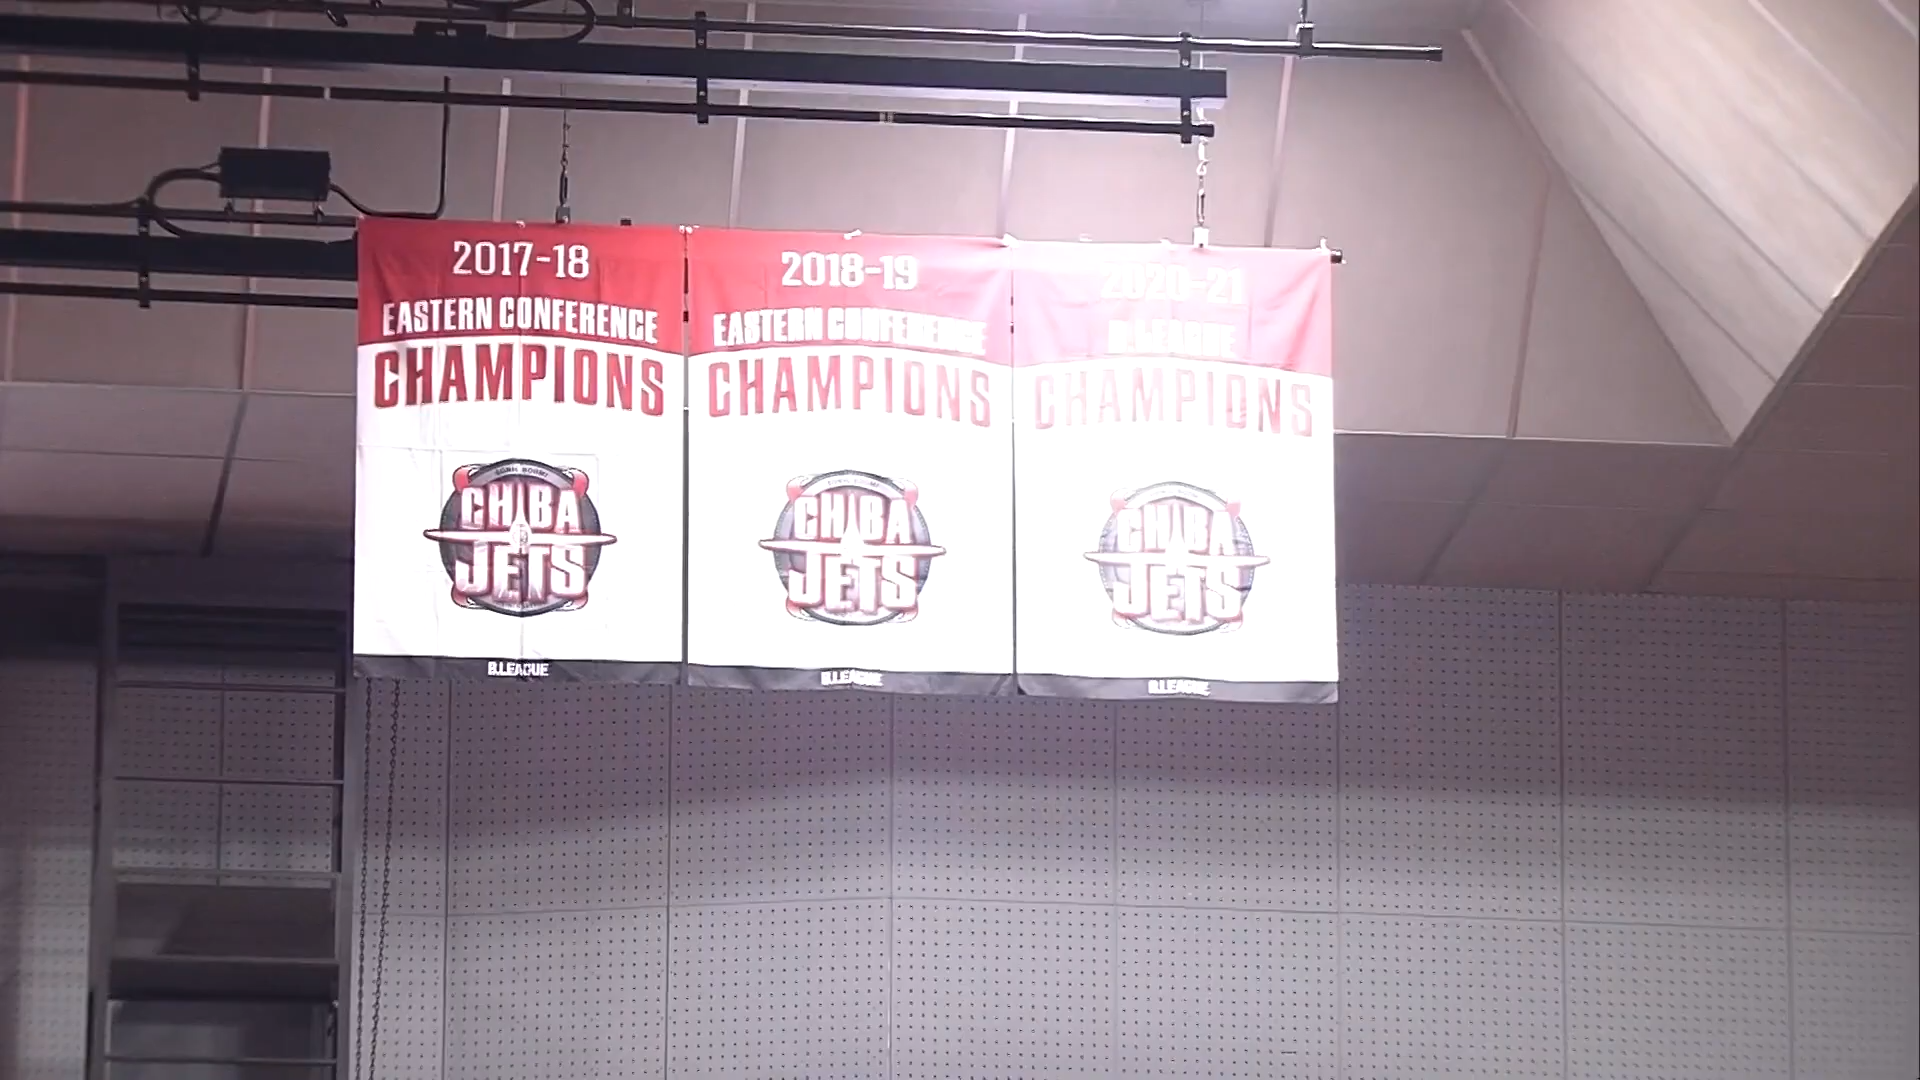 2017-18
EASTERN CONFERENCE
CHAMPIONS
CHIBA
JETS
B.LEAGUE
2018-19
EASTERN CONFERENCE
CHAMPIONS
CHIBA
JETS
B.LEAGUE
2020-21
B.LEAGUE
CHAMPIONS
CHIBA
JETS
B.LEAGUE